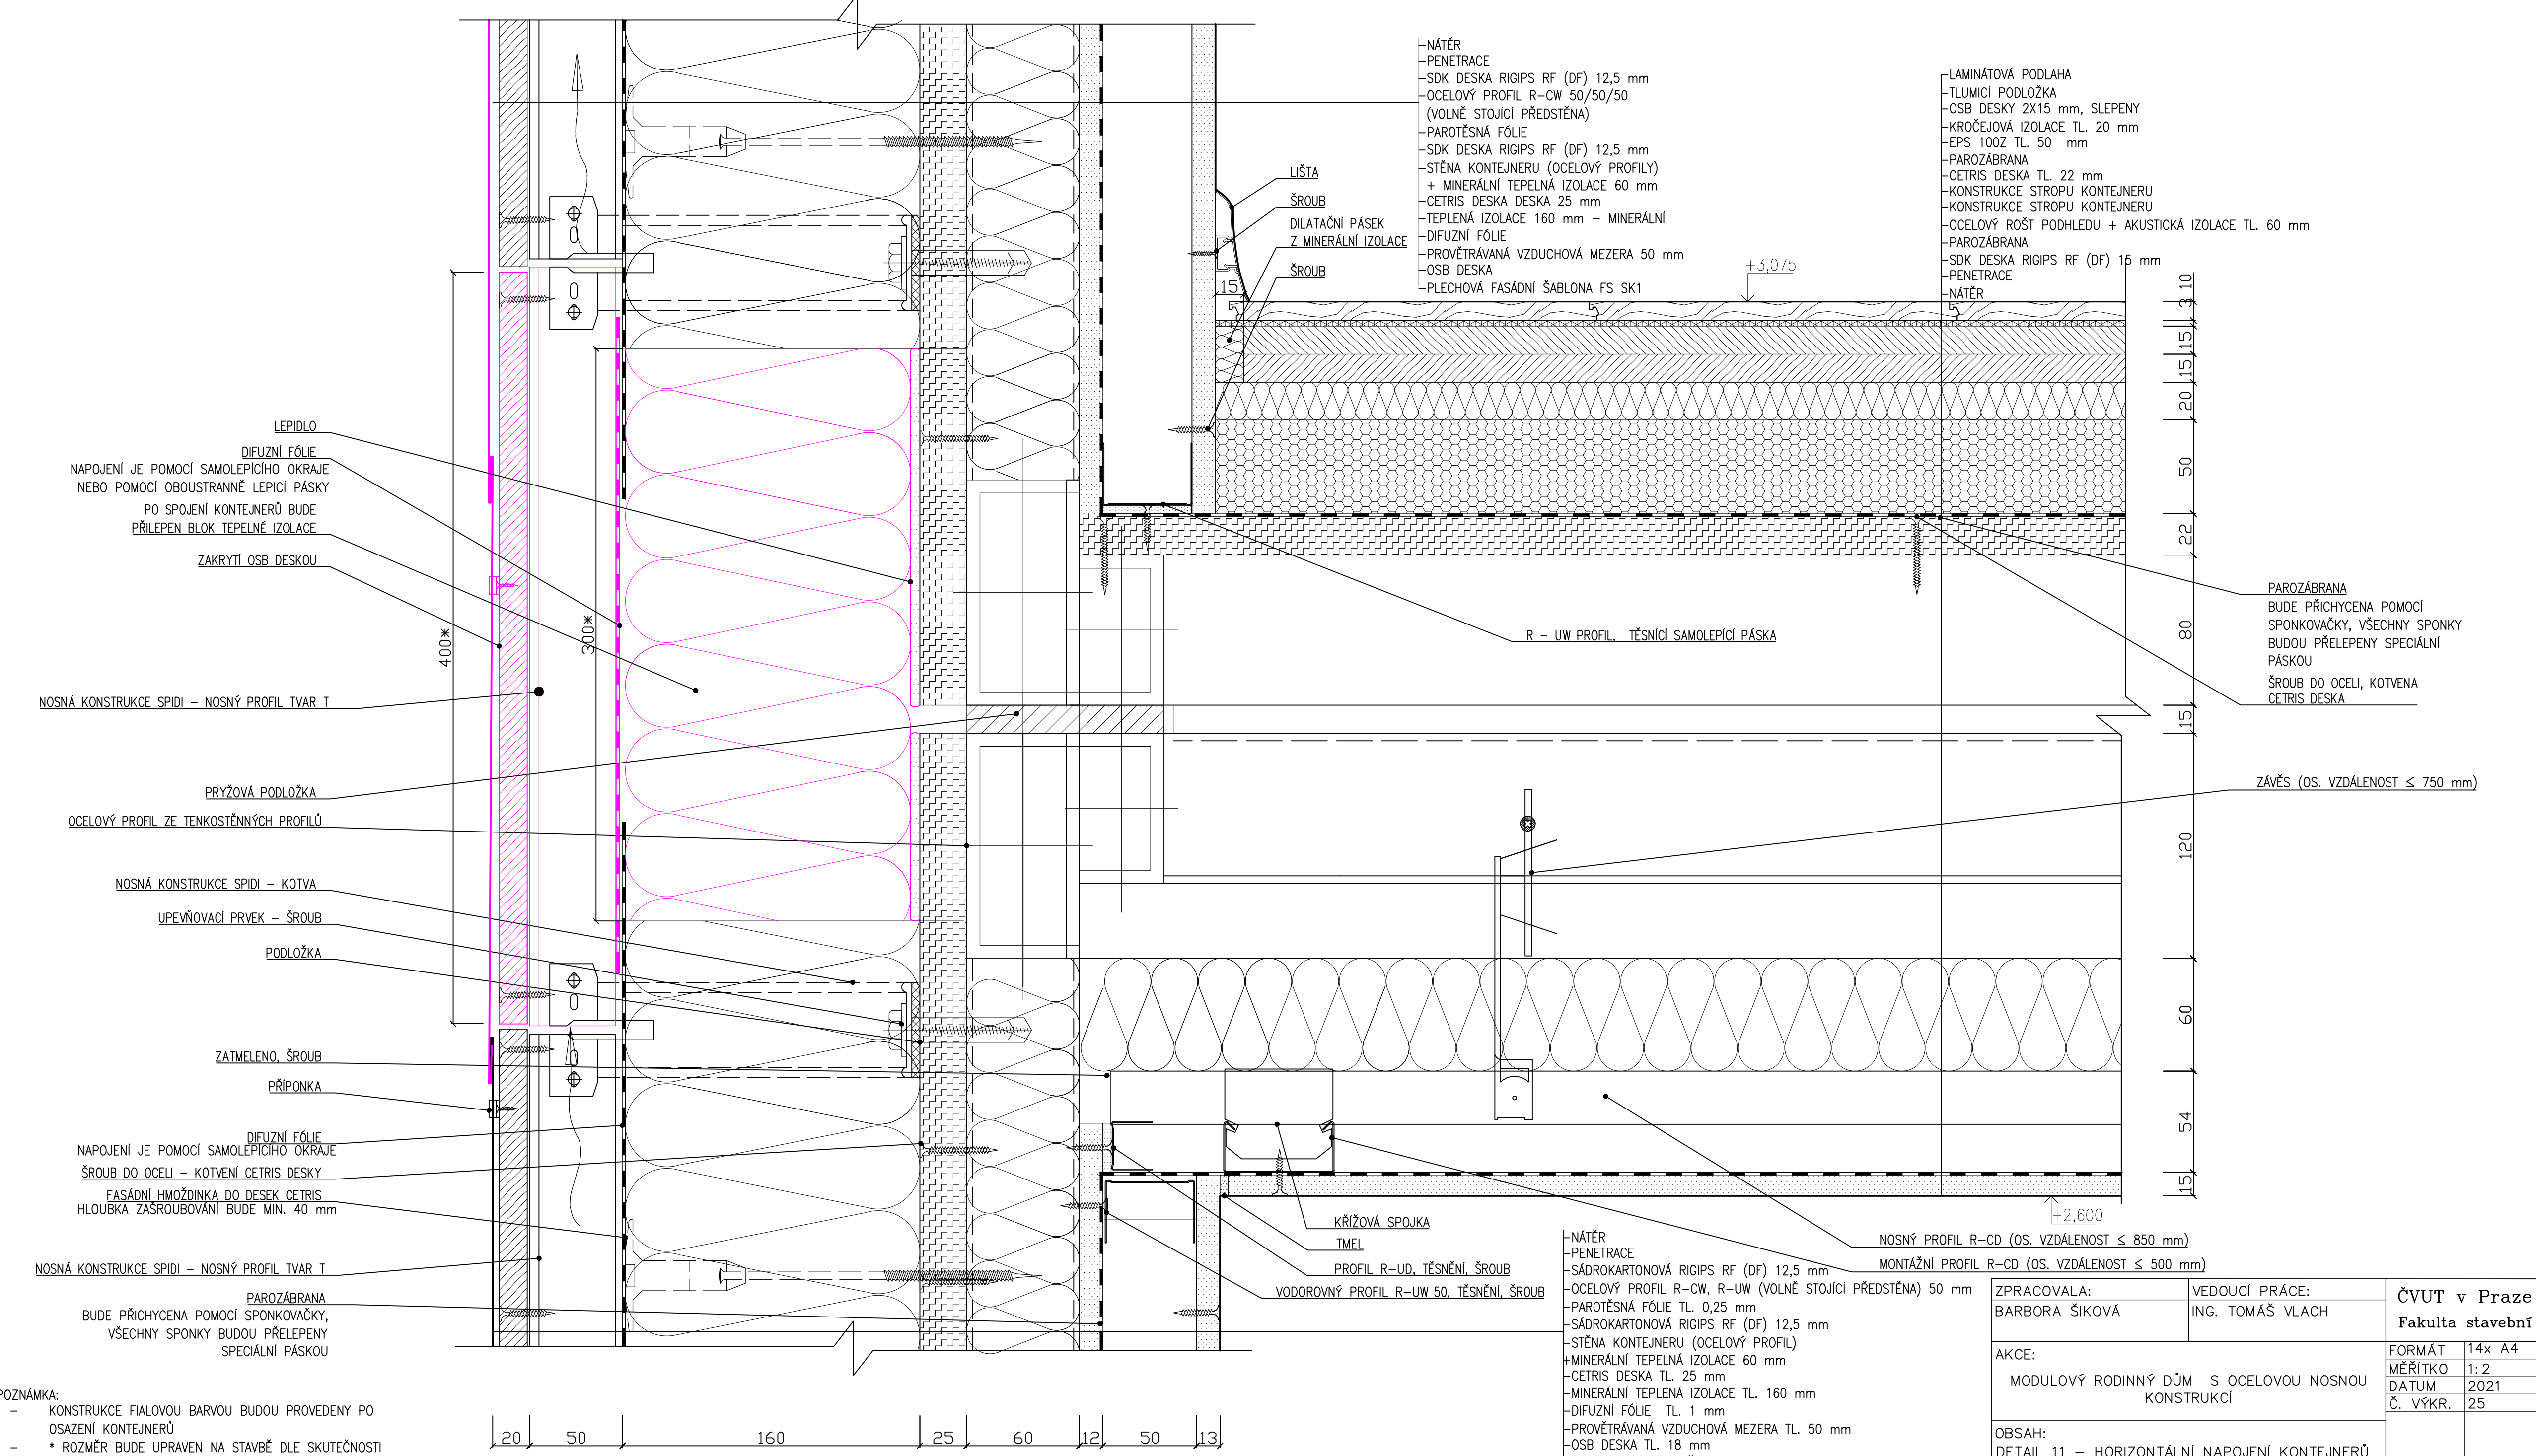 NÁTĚR
PENETRACE
SDK DESKA RIGIPS RF (DF) 12,5 mm
OCELOVÝ PROFIL R-CW 50/50/50
(VOLNĚ STOJÍCÍ PŘEDSTĚNA)
PAROTĚSNÁ FÓLIE
SDK DESKA RIGIPS RF (DF) 12,5 mm
STĚNA KONTEJNERU (OCELOVÝ PROFILY)
+ MINERÁLNÍ TEPELNÁ IZOLACE 60 mm
CETRIS DESKA DESKA 25 mm
TEPLENÁ IZOLACE 160 mm - MINERÁLNÍ
DIFUZNÍ FÓLIE
PROVĚTRÁVANÁ VZDUCHOVÁ MEZERA 50 mm
OSB DESKA
PLECHOVÁ FASÁDNÍ ŠABLONA FS SK1
LAMINÁTOVÁ PODLAHA
TLUMICÍ PODLOŽKA
OSB DESKY 2X15 mm, SLEPENY
KROČEJOVÁ IZOLACE TL. 20 mm
EPS 100Z TL. 50 mm
PAROZÁBRANA
CETRIS DESKA TL. 22 mm
KONSTRUKCE STROPU KONTEJNERU
KONSTRUKCE STROPU KONTEJNERU
OCELOVÝ ROŠT PODHLEDU + AKUSTICKÁ IZOLACE TL. 60 mm
PAROZÁBRANA
SDK DESKA RIGIPS RF (DF) 15 mm
PENETRACE
NÁTĚR
LIŠTA
ŠROUB
DILATAČNÍ PÁSEK
Z MINERÁLNÍ IZOLACE
ŠROUB
15
+3,075
3 10
15
15
20
50
22
80
15
120
60
54
15
LEPIDLO
DIFUZNÍ FÓLIE
NAPOJENÍ JE POMOCÍ SAMOLEPÍCÍHO OKRAJE
NEBO POMOCÍ OBOUSTRANNĚ LEPICÍ PÁSKY
PO SPOJENÍ KONTEJNERŮ BUDE
PŘILEPEN BLOK TEPELNÉ IZOLACE
ZAKRYTÍ OSB DESKOU
400*
300*
NOSNÁ KONSTRUKCE SPIDI - NOSNÝ PROFIL TVAR T
PRYŽOVÁ PODLOŽKA
OCELOVÝ PROFIL ZE TENKOSTĚNNÝCH PROFILŮ
NOSNÁ KONSTRUKCE SPIDI - KOTVA
UPEVŇOVACÍ PRVEK - ŠROUB
PODLOŽKA
ZATMELENO, ŠROUB
PŘÍPONKA
DIFUZNÍ FÓLIE
NAPOJENÍ JE POMOCÍ SAMOLEPÍCÍHO OKRAJE
ŠROUB DO OCELI - KOTVENÍ CETRIS DESKY
FASÁDNÍ HMOŽDINKA DO DESEK CETRIS
HLOUBKA ZAŠROUBOVÁNÍ BUDE MIN. 40 mm
NOSNÁ KONSTRUKCE SPIDI - NOSNÝ PROFIL TVAR T
PAROZÁBRANA
BUDE PŘICHYCENA POMOCÍ SPONKOVAČKY,
VŠECHNY SPONKY BUDOU PŘELEPENY
SPECIÁLNÍ PÁSKOU
R - UW PROFIL, TĚSNÍCÍ SAMOLEPÍCÍ PÁSKA
PAROZÁBRANA
BUDE PŘICHYCENA POMOCÍ
SPONKOVAČKY, VŠECHNY SPONKY
BUDOU PŘELEPENY SPECIÁLNÍ
PÁSKOU
ŠROUB DO OCELI, KOTVENA
CETRIS DESKA
ZÁVĚS (OS. VZDÁLENOST ≤ 750 mm)
+2,600
NOSNÝ PROFIL R-CD (OS. VZDÁLENOST ≤ 850 mm)
MONTÁŽNÍ PROFIL R-CD (OS. VZDÁLENOST ≤ 500 mm)
KŘÍŽOVÁ SPOJKA
TMEL
PROFIL R-UD, TĚSNĚNÍ, ŠROUB
VODOROVNÝ PROFIL R-UW 50, TĚSNĚNÍ, ŠROUB
NÁTĚR
PENETRACE
SÁDROKARTONOVÁ RIGIPS RF (DF) 12,5 mm
OCELOVÝ PROFIL R-CW, R-UW (VOLNĚ STOJÍCÍ PŘEDSTĚNA) 50 mm
PAROTĚSNÁ FÓLIE TL. 0,25 mm
SÁDROKARTONOVÁ RIGIPS RF (DF) 12,5 mm
STĚNA KONTEJNERU (OCELOVÝ PROFIL)
+MINERÁLNÍ TEPELNÁ IZOLACE 60 mm
CETRIS DESKA TL. 25 mm
MINERÁLNÍ TEPLENÁ IZOLACE TL. 160 mm
DIFUZNÍ FÓLIE TL. 1 mm
PROVĚTRÁVANÁ VZDUCHOVÁ MEZERA TL. 50 mm
OSB DESKA TL. 18 mm
POZNÁMKA:
- KONSTRUKCE FIALOVOU BARVOU BUDOU PROVEDENY PO
OSAZENÍ KONTEJNERŮ
- * ROZMĚR BUDE UPRAVEN NA STAVBĚ DLE SKUTEČNOSTI
20 50 160 25 60 12 50 13
ZPRACOVALA: VEDOUCÍ PRÁCE:
BARBORA ŠIKOVÁ ING. TOMÁŠ VLACH
ČVUT v Praze
Fakulta stavební
AKCE:
MODULOVÝ RODINNÝ DŮM S OCELOVOU NOSNOU
KONSTRUKCÍ
FORMÁT 14x A4
MĚŘÍTKO 1:2
DATUM 2021
Č. VÝKR. 25
OBSAH:
DETAIL 11 - HORIZONTÁLNÍ NAPOJENÍ KONTEJNERŮ